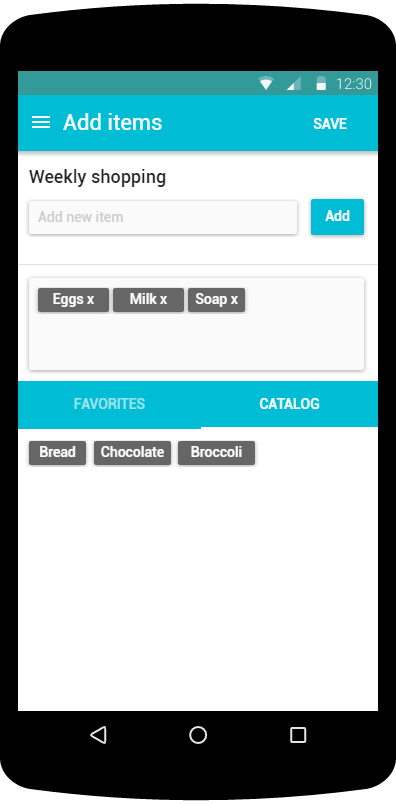 12:30
Add items SAVE
Weekly shopping
Add new item Add
Eggs x Milk x Soap x
FAVORITES CATALOG
Bread Chocolate Broccoli